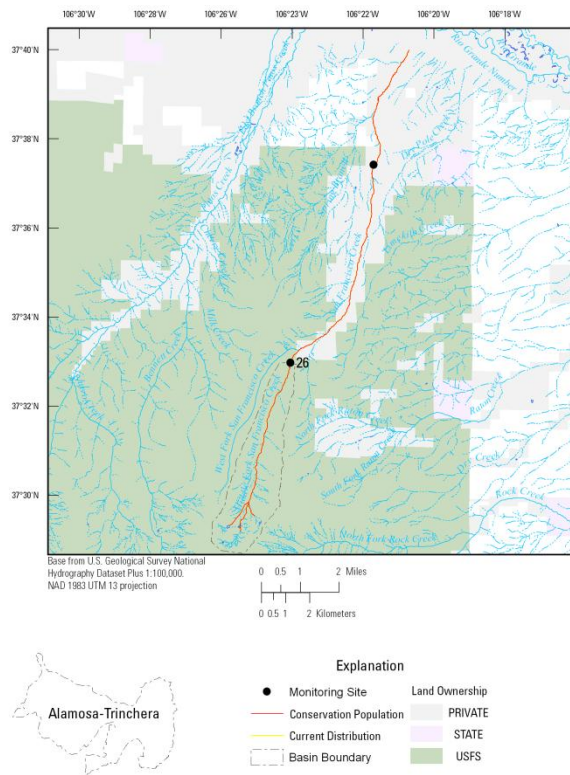 106°30'W 106°28'W 106°26'W 106°23'W 106°22'W 106°20'W 106°18'W
37°40'N
37°38'N
37°36'N
37°34'N
26
37°32'N
37°30'N
West Fork San Francisco Creek
San Francisco Creek
Raton Creek
South Fork
Dry Creek
Rock Creek
North Fork Rock Creek
Base from U.S. Geological Survey National
Hydrography Dataset Plus 1:100,000.
NAD 1983 UTM 13 projection
0 0.5 1 2 Miles
0 0.5 1 2 Kilometers
Alamosa-Trinchera
Explanation
Monitoring Site
Conservation Population
Current Distribution
Basin Boundary
Land Ownership
PRIVATE
STATE
USFS